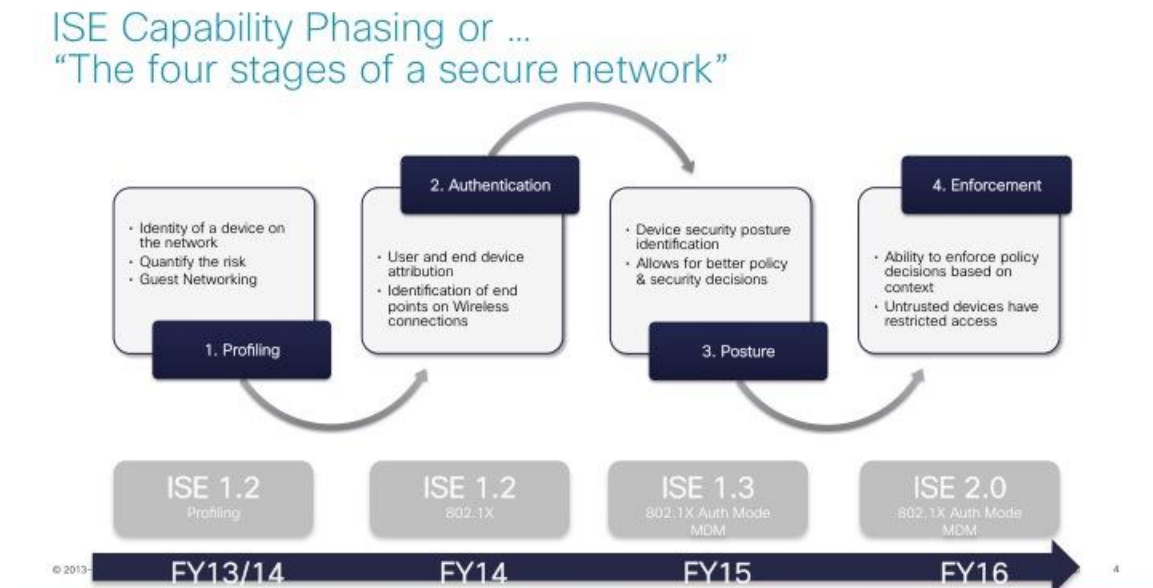 ISE Capability Phasing or ...
“The four stages of a secure network”
• Identity of a device on
the network
• Quantify the risk
• Guest Networking
1. Profiling
2. Authentication
• User and end device
attribution
• Identification of end
points on Wireless
connections
• Device security posture
identification
• Allows for better policy
& security decisions
3. Posture
4. Enforcement
• Ability to enforce policy
decisions based on
context
• Untrusted devices have
restricted access
ISE 1.2
Profiling
ISE 1.2
802.1X
ISE 1.3
802.1X Auth Mode
MDM
ISE 2.0
802.1X Auth Mode
MDM
© 2013-
FY13/14
FY14
FY15
FY16
4